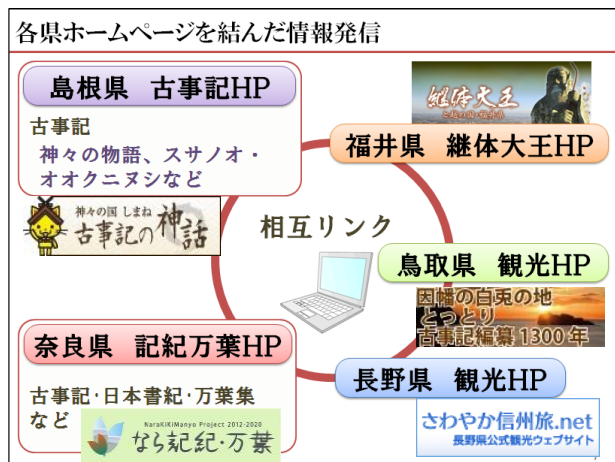 各県ホームページを結んだ情報発信
島根県 古事記HP
古事記
神々の物語、スサノオ・
オオクニヌシなど
神々の国 しまね
古事記の神話
継体大王
と越の国・福井県
福井県 継体大王HP
相互リンク
鳥取県 観光HP
因幡の白兎の地
とっとり
古事記編纂1300年
奈良県 記紀万葉HP
古事記・日本書紀・万葉集
など
NaraKiKiManyo Project 2012-2020
なら記紀・万葉
長野県 観光HP
さわやか信州旅.net
長野県公式観光ウェブサイト